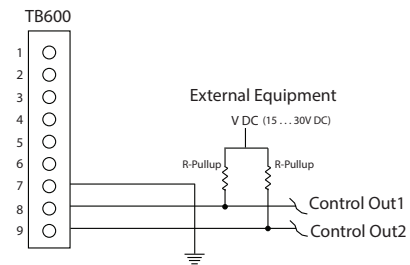 TB600
1
2
3
4
5
6
7
8
9
External Equipment
V DC (15 ... 30V DC)
R-Pullup R-Pullup
Control Out1
Control Out2